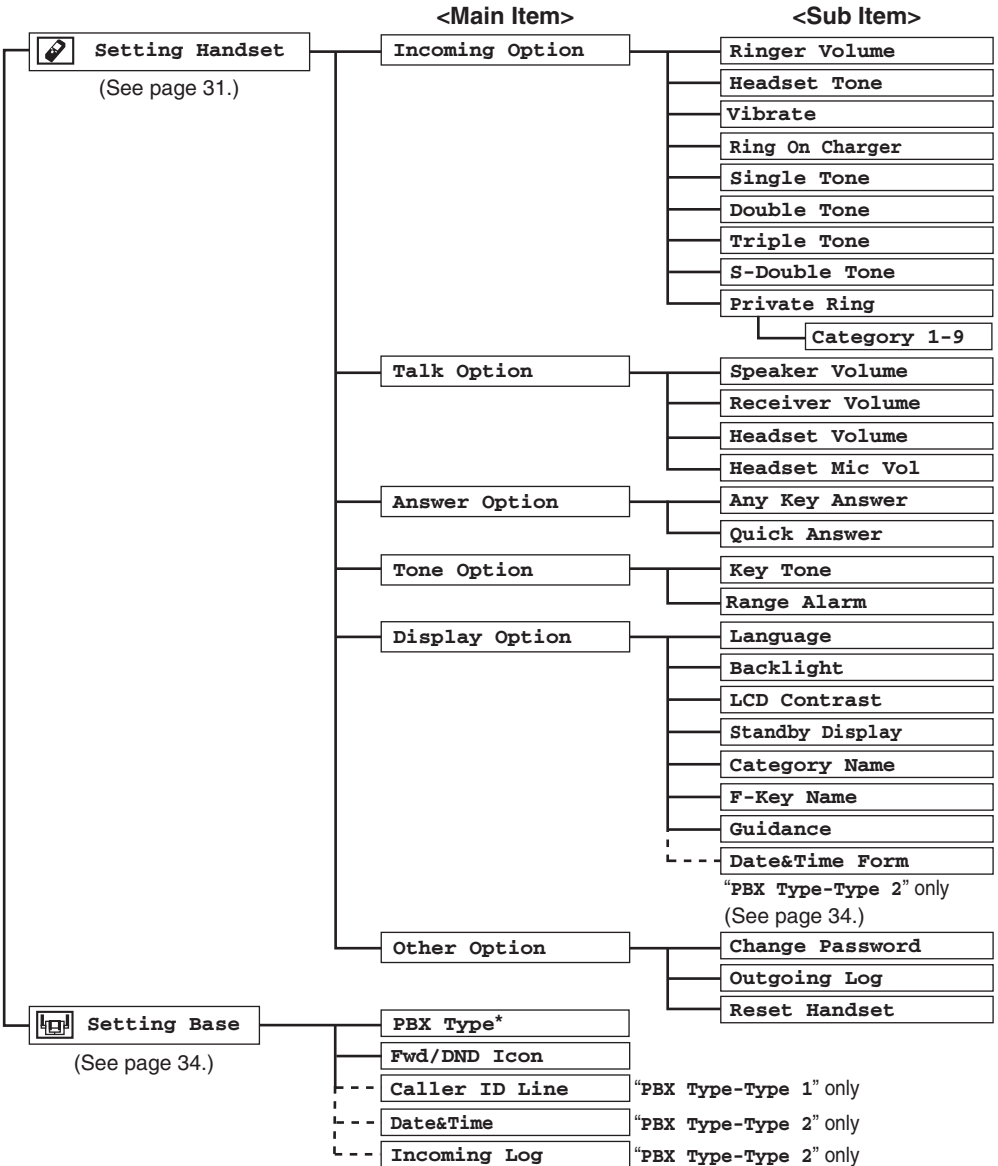 <Main Item> <Sub Item>
Setting Handset Incoming Option Ringer Volume
(See page 31.) Headset Tone
Vibrate
Ring On Charger
Single Tone
Double Tone
Triple Tone
S-Double Tone
Private Ring
Category 1-9
Talk Option Speaker Volume
Receiver Volume
Headset Volume
Headset Mic Vol
Answer Option Any Key Answer
Quick Answer
Tone Option Key Tone
Range Alarm
Display Option Language
Backlight
LCD Contrast
Standby Display
Category Name
F-Key Name
Guidance
Date&Time Form
“PBX Type-Type 2” only
(See page 34.)
Other Option Change Password
Outgoing Log
Reset Handset
Setting Base PBX Type*
(See page 34.) Fwd/DND Icon
Caller ID Line “PBX Type-Type 1” only
Date&Time “PBX Type-Type 2” only
Incoming Log “PBX Type-Type 2” only